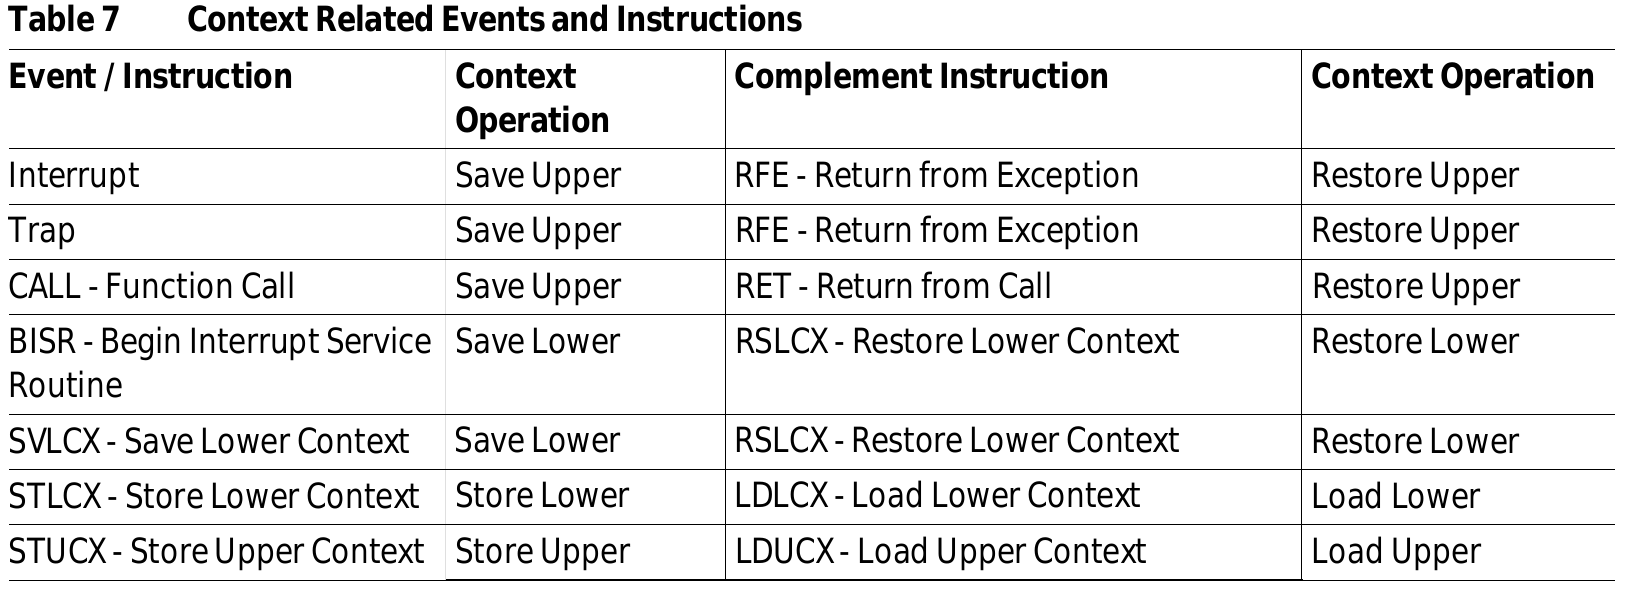 Table 7 Context Related Events and Instructions
Event / Instruction Context Operation Complement Instruction Context Operation
Interrupt Save Upper RFE - Return from Exception Restore Upper
Trap Save Upper RFE - Return from Exception Restore Upper
CALL - Function Call Save Upper RET - Return from Call Restore Upper
BISR - Begin Interrupt Service Routine Save Lower RSLCX - Restore Lower Context Restore Lower
SVLCX - Save Lower Context Save Lower RSLCX - Restore Lower Context Restore Lower
STLCX - Store Lower Context Store Lower LDLCX - Load Lower Context Load Lower
STUCX - Store Upper Context Store Upper LDUCX - Load Upper Context Load Upper